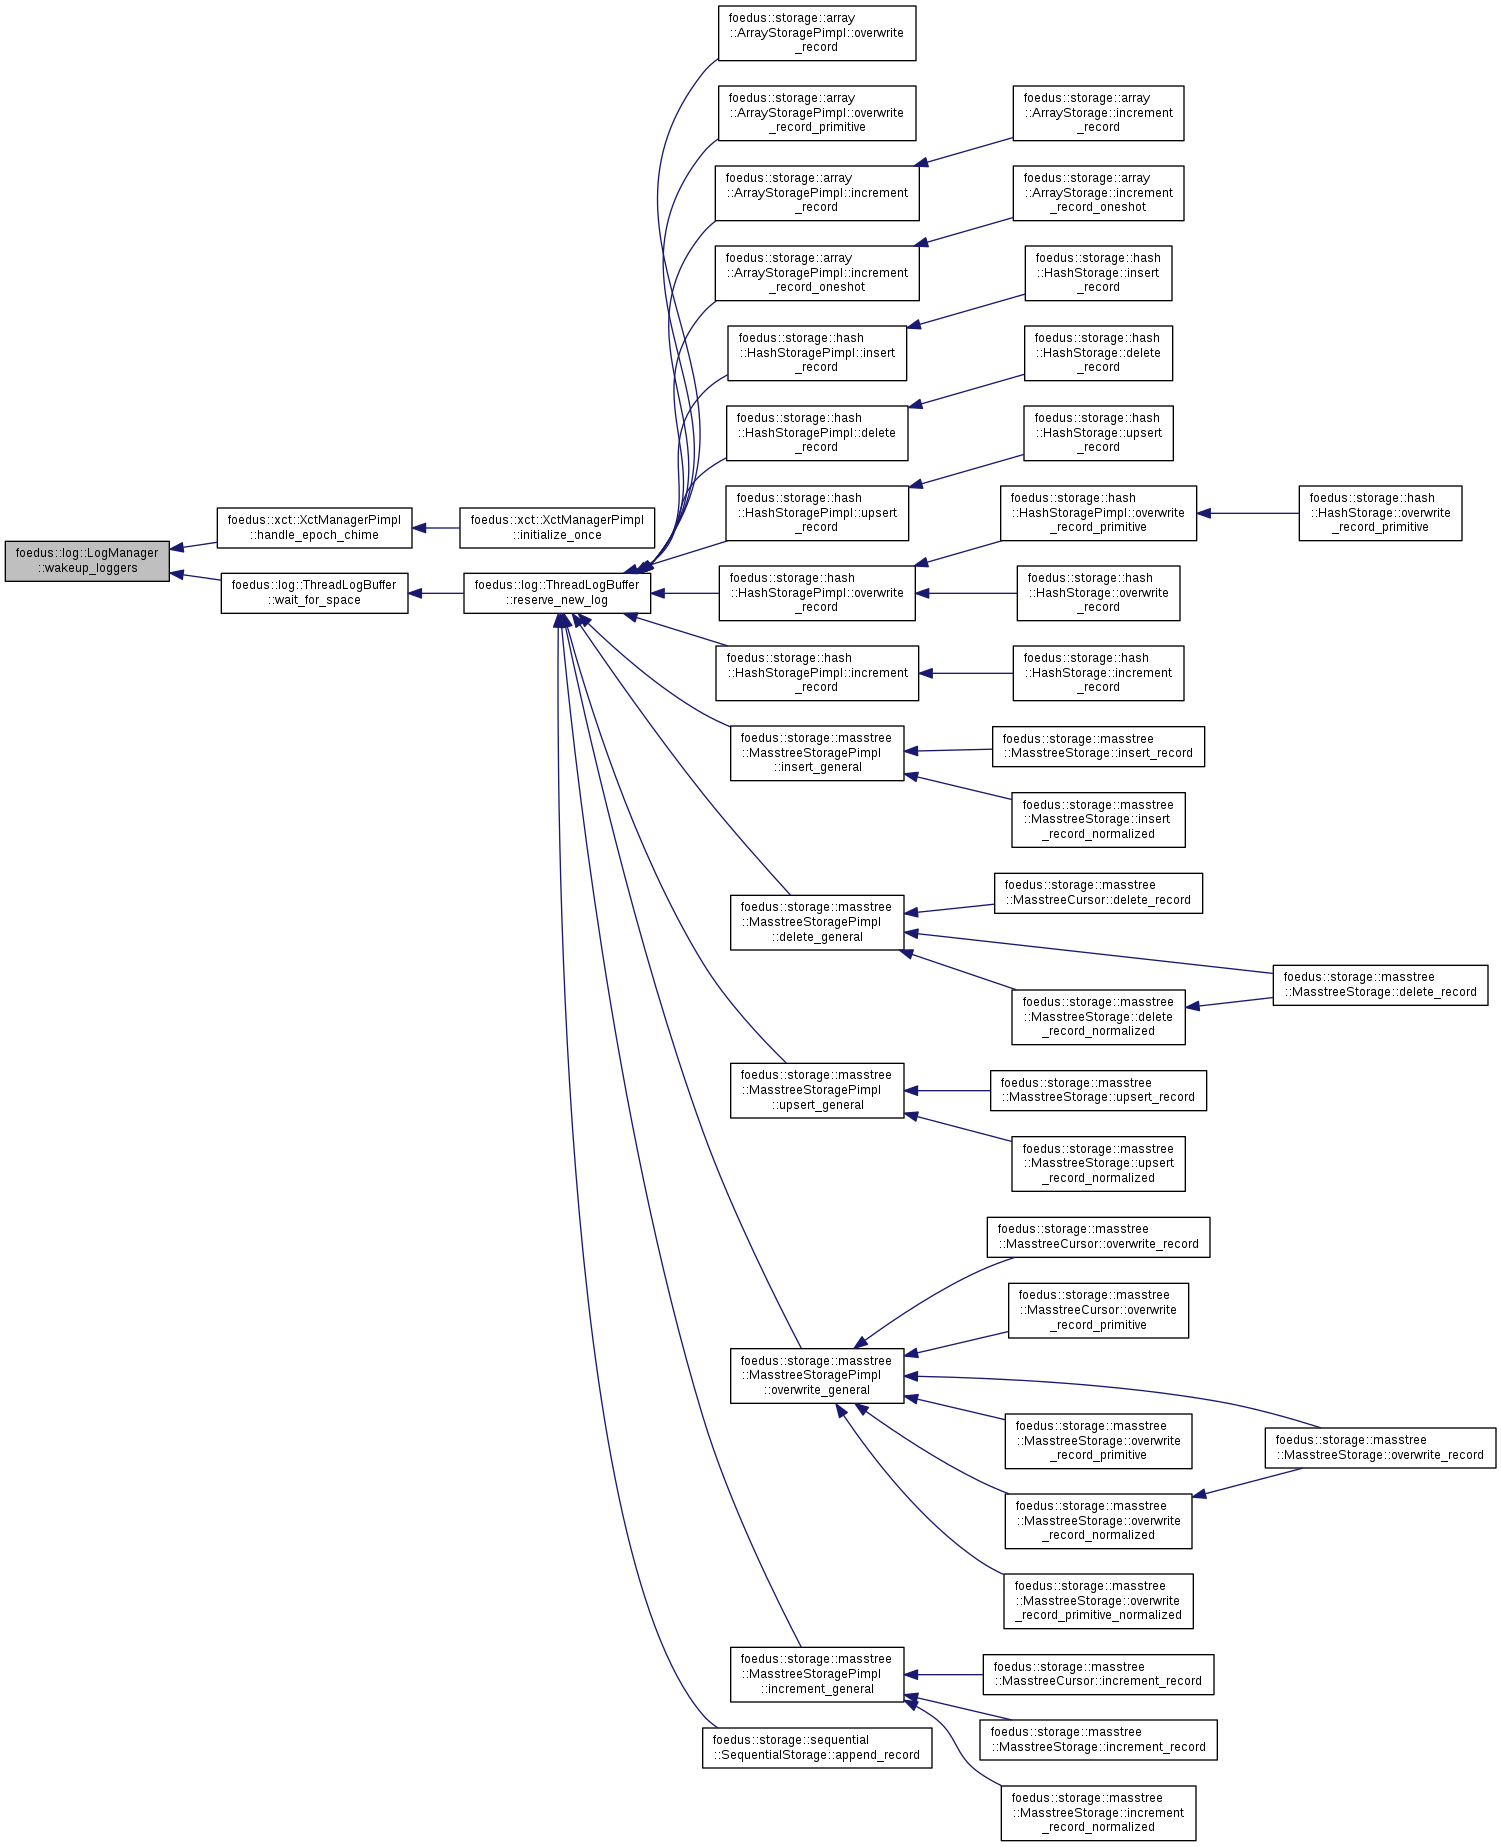 foedus::log::LogManager
::wakeup_loggers
foedus::xct::XctManagerPimpl
::handle_epoch_chime
foedus::log::ThreadLogBuffer
::wait_for_space
foedus::xct::XctManagerPimpl
::initialize_once
foedus::log::ThreadLogBuffer
::reserve_new_log
foedus::storage::array
::ArrayStoragePimpl::overwrite
_record
foedus::storage::array
::ArrayStoragePimpl::overwrite
_record_primitive
foedus::storage::array
::ArrayStoragePimpl::increment
_record
foedus::storage::array
::ArrayStoragePimpl::increment
_record_oneshot
foedus::storage::hash
::HashStoragePimpl::insert
_record
foedus::storage::hash
::HashStoragePimpl::delete
_record
foedus::storage::hash
::HashStoragePimpl::upsert
_record
foedus::storage::hash
::HashStoragePimpl::overwrite
_record
foedus::storage::hash
::HashStoragePimpl::increment
_record
foedus::storage::masstree
::MasstreeStoragePimpl
::insert_general
foedus::storage::masstree
::MasstreeStoragePimpl
::delete_general
foedus::storage::masstree
::MasstreeStoragePimpl
::upsert_general
foedus::storage::masstree
::MasstreeStoragePimpl
::overwrite_general
foedus::storage::masstree
::MasstreeStoragePimpl
::increment_general
foedus::storage::sequential
::SequentialStorage::append_record
foedus::storage::array
::ArrayStorage::increment
_record
foedus::storage::array
::ArrayStorage::increment
_record_oneshot
foedus::storage::hash
::HashStorage::insert
_record
foedus::storage::hash
::HashStorage::delete
_record
foedus::storage::hash
::HashStorage::upsert
_record
foedus::storage::hash
::HashStoragePimpl::overwrite
_record_primitive
foedus::storage::hash
::HashStorage::overwrite
_record
foedus::storage::hash
::HashStorage::increment
_record
foedus::storage::masstree
::MasstreeStorage::insert_record
foedus::storage::masstree
::MasstreeStorage::insert
_record_normalized
foedus::storage::masstree
::MasstreeCursor::delete_record
foedus::storage::masstree
::MasstreeStorage::delete
_record_normalized
foedus::storage::masstree
::MasstreeStorage::upsert_record
foedus::storage::masstree
::MasstreeStorage::upsert
_record_normalized
foedus::storage::masstree
::MasstreeCursor::overwrite_record
foedus::storage::masstree
::MasstreeCursor::overwrite
_record_primitive
foedus::storage::masstree
::MasstreeStorage::overwrite
_record_primitive
foedus::storage::masstree
::MasstreeStorage::overwrite
_record_normalized
foedus::storage::masstree
::MasstreeStorage::overwrite
_record_primitive_normalized
foedus::storage::masstree
::MasstreeCursor::increment_record
foedus::storage::masstree
::MasstreeStorage::increment_record
foedus::storage::masstree
::MasstreeStorage::increment
_record_normalized
foedus::storage::hash
::HashStorage::overwrite
_record_primitive
foedus::storage::masstree
::MasstreeStorage::delete_record
foedus::storage::masstree
::MasstreeStorage::overwrite_record